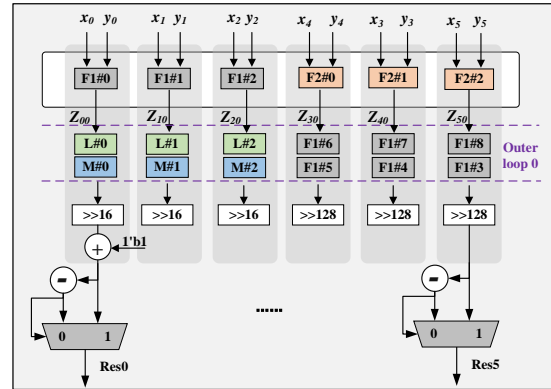 x0 y0 x1 y1 x2 y2 x4 y4 x3 y3 x5 y5
F1#0 F1#1 F1#2 F2#0 F2#1 F2#2
Z00 Z10 Z20 Z30 Z40 Z50
L#0 L#1 L#2 F1#6 F1#7 F1#8
M#0 M#1 M#2 F1#5 F1#4 F1#3
Outer
loop 0
>>16 >>16 >>16 >>128 >>128 >>128
+ 1'b1
- -
......
0 1 0 1
Res0 Res5